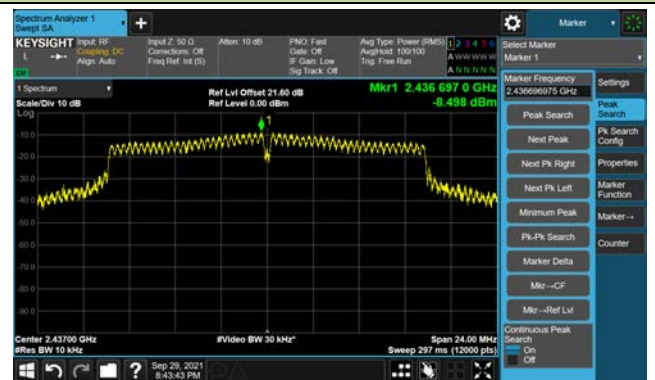 Spectrum Analyzer 1
Swept SA
Marker
KEYSIGHT
Input: RF
Coupling: DC
Align: Auto
Input Z: 50 Ω
Corrections: Off
Freq Ref: Int (S)
Atten: 10 dB
PNO: Fast
Gate: Off
IF Gain: Low
Sig Track: Off
Avg Type: Power (RMS)
Avg|Hold: 100/100
Trig: Free Run
1 2 3 4 5 6
A W W W W W
A N N N N N
L
Select Marker
Marker 1
1 Spectrum
Scale/Div 10 dB
Log
Ref Lvl Offset 21.60 dB
Ref Level 0.00 dBm
Mkr1 2.436 697 0 GHz
-8.498 dBm
1
-10.0
-20.0
-30.0
-40.0
-50.0
-60.0
-70.0
-80.0
-90.0
Center 2.43700 GHz
#Res BW 10 kHz
#Video BW 30 kHz*
Span 24.00 MHz
Sweep 297 ms (12000 pts)
Marker Frequency
2.436696975 GHz
Peak Search
Next Peak
Next Pk Right
Next Pk Left
Minimum Peak
Pk-Pk Search
Marker Delta
Mkr→CF
Mkr→Ref Lvl
Continuous Peak
Search
On
Off
Settings
Peak
Search
Pk Search
Config
Properties
Marker
Function
Marker→
Counter
?
Sep 29, 2021
8:43:43 PM